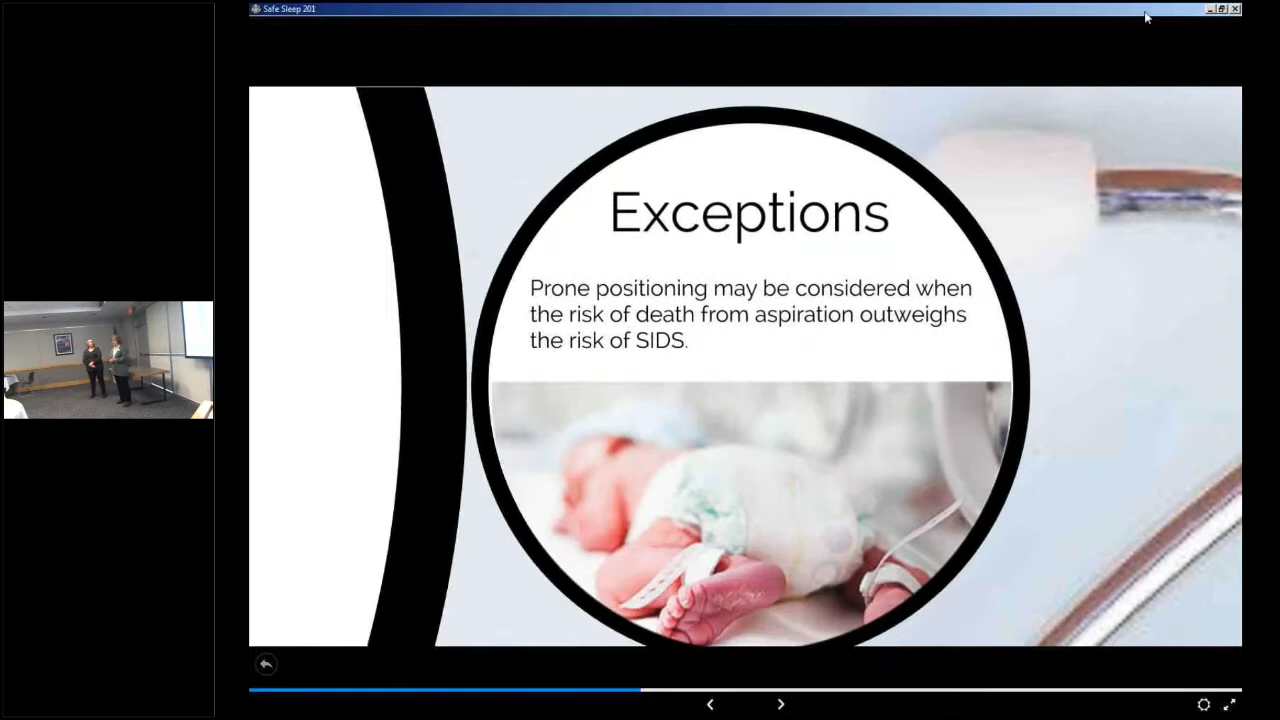 Safe Sleep 201
Exceptions
Prone positioning may be considered when
the risk of death from aspiration outweighs
the risk of SIDS.